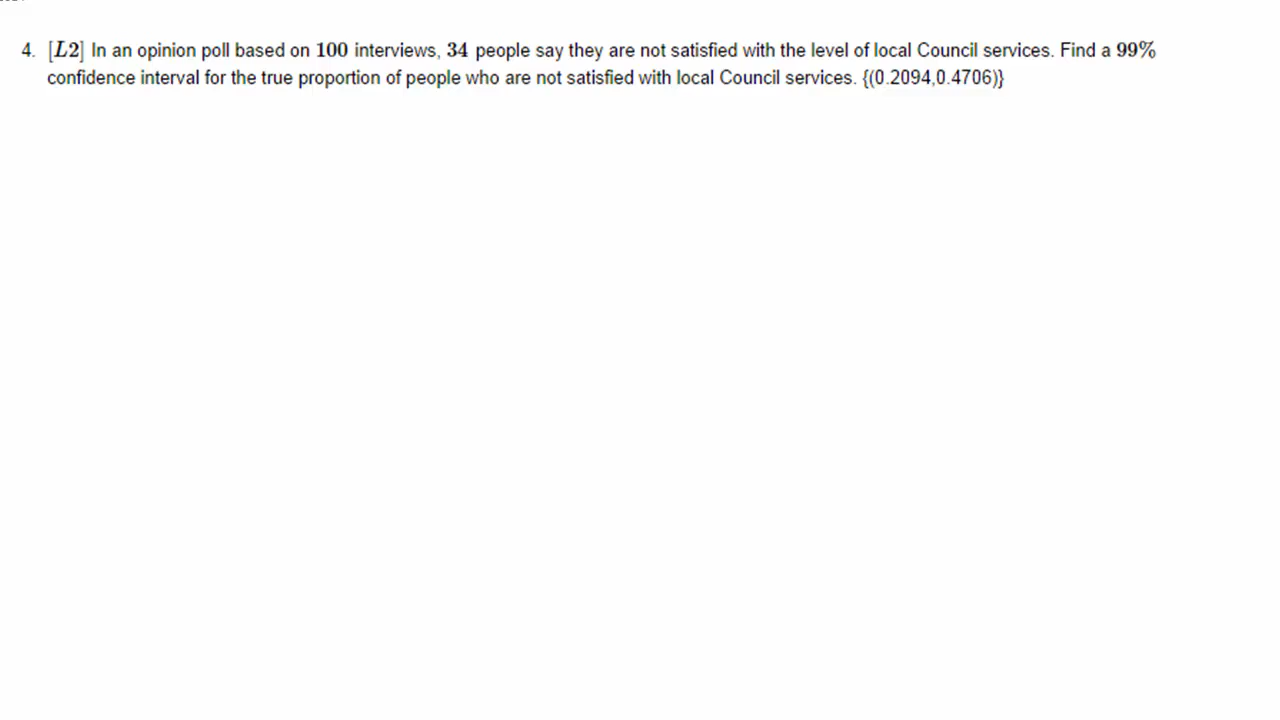 4. [L2] In an opinion poll based on 100 interviews, 34 people say they are not satisfied with the level of local Council services. Find a 99%
confidence interval for the true proportion of people who are not satisfied with local Council services. {(0.2094,0.4706)}